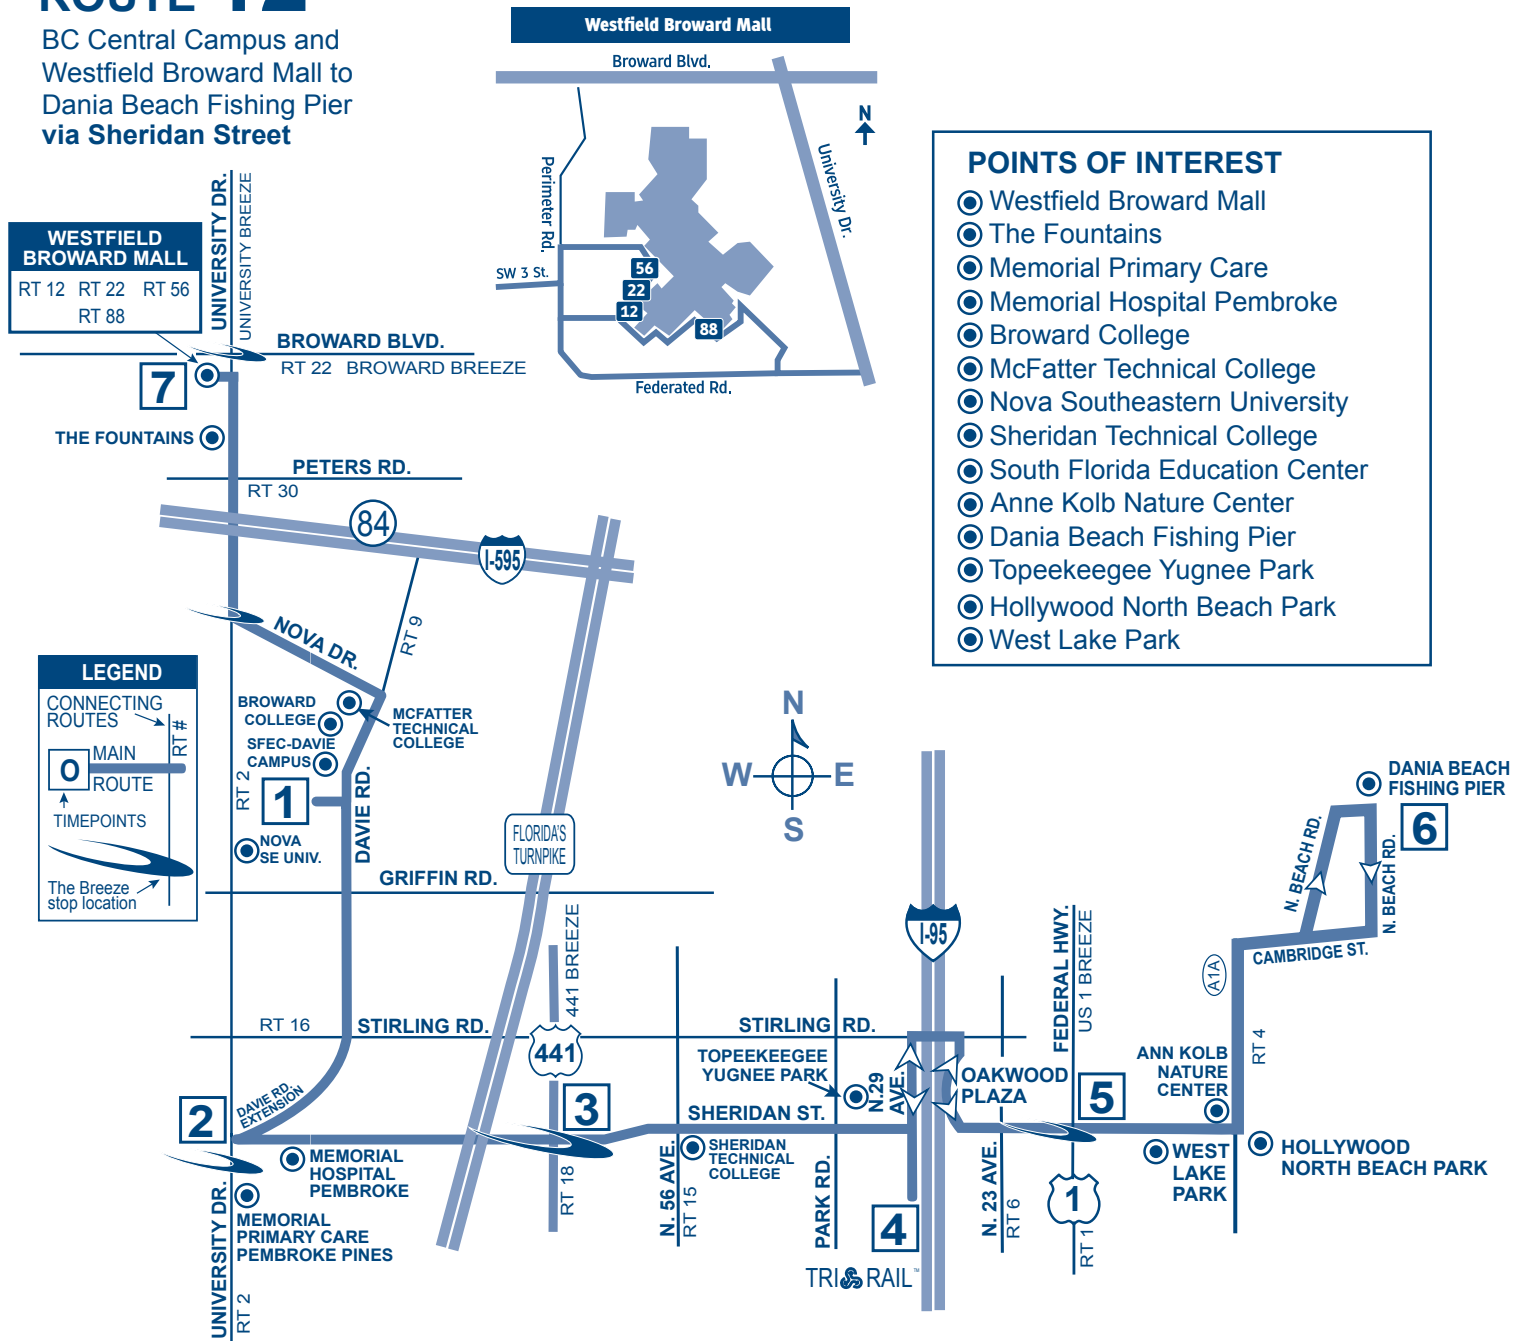 ROUTE 12
BC Central Campus and
Westfield Broward Mall to
Dania Beach Fishing Pier
via Sheridan Street
Westfield Broward Mall
Broward Blvd.
N
Perimeter Rd.
University Dr.
SW 3 St.
56
22
12
88
Federated Rd.
POINTS OF INTEREST
Westfield Broward Mall
The Fountains
Memorial Primary Care
Memorial Hospital Pembroke
Broward College
McFatter Technical College
Nova Southeastern University
Sheridan Technical College
South Florida Education Center
Anne Kolb Nature Center
Dania Beach Fishing Pier
Topeekeegee Yugnee Park
Hollywood North Beach Park
West Lake Park
WESTFIELD
BROWARD MALL
RT 12 RT 22 RT 56
RT 88
UNIVERSITY DR.
UNIVERSITY BREEZE
BROWARD BLVD.
RT 22 BROWARD BREEZE
7
THE FOUNTAINS
PETERS RD.
RT 30
84
I-595
NOVA DR.
RT 9
LEGEND
CONNECTING
ROUTES
RT #
O
MAIN
ROUTE
TIMEPOINTS
The Breeze
stop location
BROWARD
COLLEGE
MCFATTER
TECHNICAL
COLLEGE
SFEC-DAVIE
CAMPUS
RT 2
1
DAVIE RD.
NOVA
SE UNIV.
FLORIDA'S
TURNPIKE
GRIFFIN RD.
N
W E
S
DANIA BEACH
FISHING PIER
6
N. BEACH RD.
N. BEACH RD.
CAMBRIDGE ST.
A1A
RT 4
I-95
FEDERAL HWY.
US 1 BREEZE
441 BREEZE
RT 16
STIRLING RD.
441
STIRLING RD.
TOPEEKEEGEE
YUGNEE PARK
N.29
AVE.
OAKWOOD
PLAZA
ANN KOLB
NATURE
CENTER
DAVIE RD.
EXTENSION
2
3
SHERIDAN ST.
5
MEMORIAL
HOSPITAL
PEMBROKE
SHERIDAN
TECHNICAL
COLLEGE
WEST
LAKE
PARK
HOLLYWOOD
NORTH BEACH PARK
UNIVERSITY DR.
RT 2
MEMORIAL
PRIMARY CARE
PEMBROKE PINES
RT 18
N. 56 AVE.
RT 15
PARK RD.
4
TRI RAIL™
N. 23 AVE.
RT 6
1
RT 1